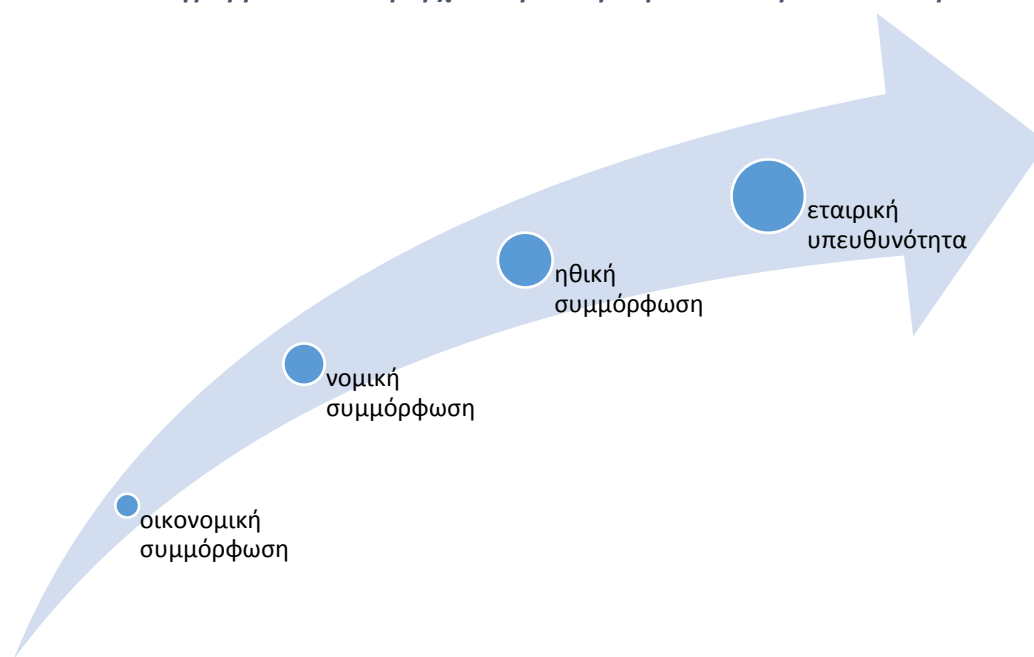 εταιρική
υπευθυνότητα
ηθική
συμμόρφωση
νομική
συμμόρφωση
οικονομική
συμμόρφωση